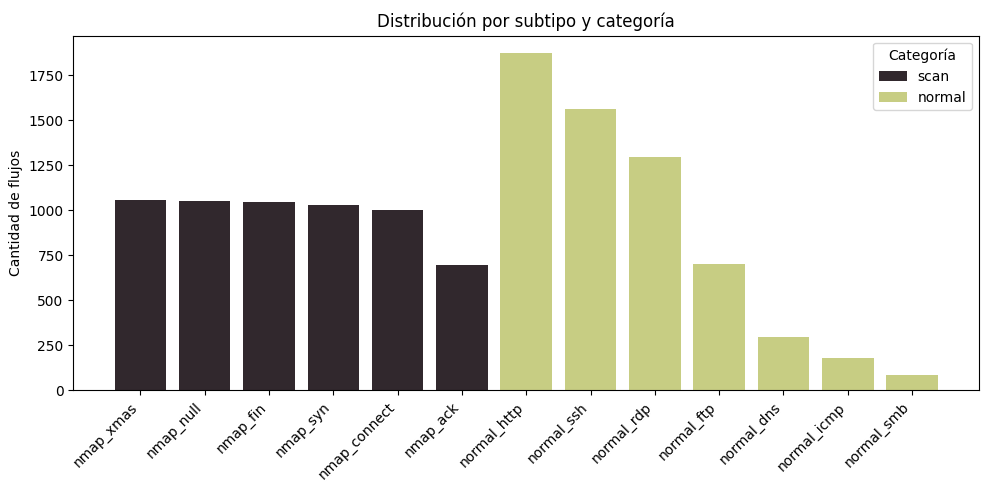 Distribución por subtipo y categoría
Cantidad de flujos
1750
1500
1250
1000
750
500
250
0
Categoría
scan
normal
nmap_xmas
nmap_null
nmap_fin
nmap_syn
nmap_connect
nmap_ack
normal_http
normal_ssh
normal_rdp
normal_ftp
normal_dns
normal_icmp
normal_smb